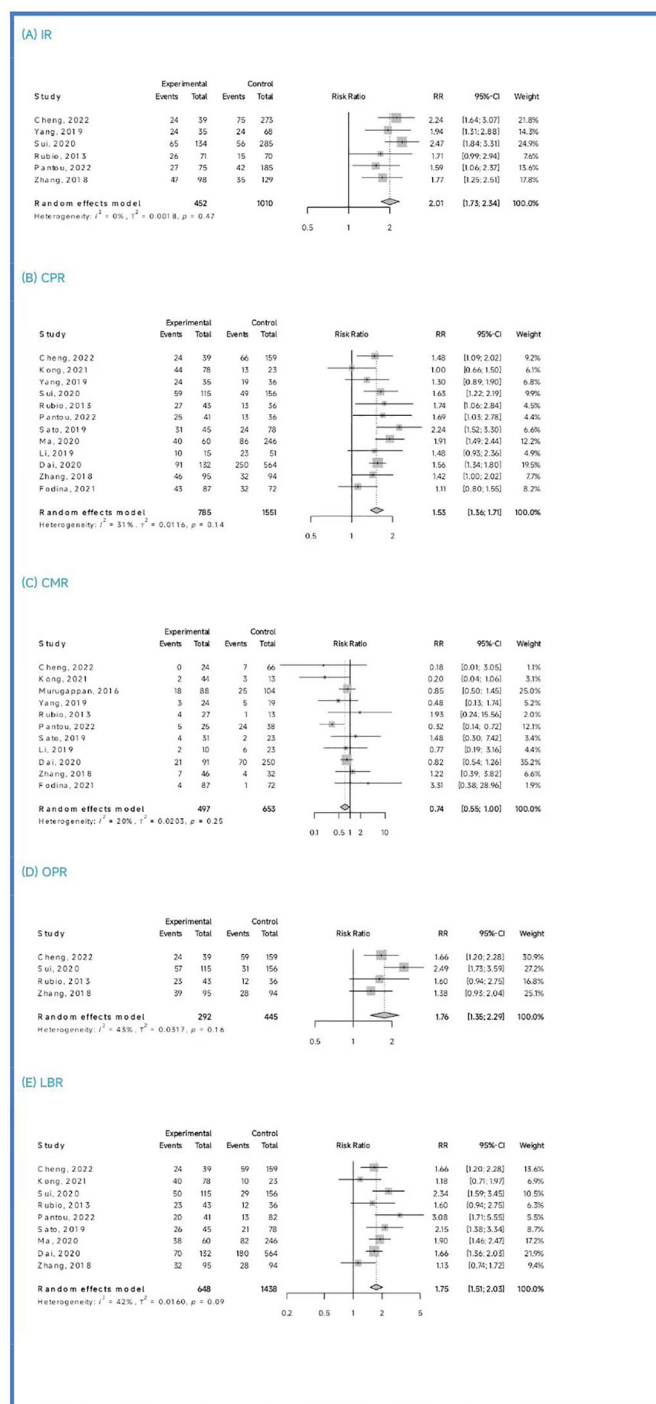 (A) IR
Experimental Control
Study Events Total Events Total Risk Ratio RR 95%-CI Weight
Cheng, 2022 24 39 75 273 2.24 [1.64; 3.07] 21.8%
Yang, 2019 24 35 24 68 1.94 [1.31; 2.88] 14.3%
Sui, 2020 65 134 56 285 2.47 [1.84; 3.31] 24.9%
Rubio, 2013 26 71 15 70 1.71 [0.99; 2.94] 7.6%
Pantou, 2022 27 75 42 185 1.59 [1.06; 2.37] 13.6%
Zhang, 2018 47 98 35 129 1.77 [1.25; 2.51] 17.8%
Random effects model 452 1010 2.01 [1.73; 2.34] 100.0%
Heterogeneity: I² = 0%, τ² = 0.0018, p = 0.47
0.5 1 2
(B) CPR
Experimental Control
Study Events Total Events Total Risk Ratio RR 95%-CI Weight
Cheng, 2022 24 39 66 159 1.48 [1.09; 2.02] 9.2%
Kong, 2021 44 78 13 23 1.00 [0.66; 1.50] 6.1%
Yang, 2019 24 35 19 36 1.30 [0.89; 1.90] 6.8%
Sui, 2020 59 115 49 156 1.63 [1.22; 2.19] 9.9%
Rubio, 2013 27 43 13 36 1.74 [1.06; 2.84] 4.5%
Pantou, 2022 25 41 13 36 1.69 [1.03; 2.78] 4.5%
Sato, 2019 31 45 24 78 2.24 [1.52; 3.30] 6.6%
Ma, 2020 40 60 86 246 1.91 [1.49; 2.44] 12.2%
Li, 2019 10 15 23 51 1.48 [0.93; 2.36] 4.9%
Dai, 2020 91 132 250 564 1.56 [1.34; 1.80] 19.5%
Zhang, 2018 46 95 32 94 1.42 [1.00; 2.02] 7.7%
Fodina, 2021 43 87 32 72 1.11 [0.80; 1.55] 8.2%
Random effects model 785 1551 1.53 [1.36; 1.71] 100.0%
Heterogeneity: I² = 31%, τ² = 0.0116, p = 0.14
0.5 1 2
(C) CMR
Experimental Control
Study Events Total Events Total Risk Ratio RR 95%-CI Weight
Cheng, 2022 0 24 7 66 0.18 [0.01; 3.05] 1.1%
Kong, 2021 2 44 3 13 0.20 [0.04; 1.06] 3.1%
Murugappan, 2016 18 88 25 104 0.85 [0.50; 1.45] 25.0%
Yang, 2019 3 24 5 19 0.48 [0.13; 1.74] 5.2%
Rubio, 2013 4 27 1 13 1.93 [0.24; 15.56] 2.0%
Pantou, 2022 5 25 24 38 0.32 [0.14; 0.72] 12.1%
Sato, 2019 4 31 2 23 1.48 [0.30; 7.42] 3.4%
Li, 2019 2 10 6 23 0.77 [0.19; 3.16] 4.4%
Dai, 2020 21 91 70 250 0.82 [0.54; 1.26] 35.2%
Zhang, 2018 7 46 4 32 1.22 [0.39; 3.82] 6.6%
Fodina, 2021 4 87 1 72 3.31 [0.38; 28.96] 1.9%
Random effects model 497 653 0.74 [0.55; 1.00] 100.0%
Heterogeneity: I² = 20%, τ² = 0.0203, p = 0.25
0.1 0.5 1 2 10
(D) OPR
Experimental Control
Study Events Total Events Total Risk Ratio RR 95%-CI Weight
Cheng, 2022 24 39 59 159 1.66 [1.20; 2.28] 30.9%
Sui, 2020 57 115 31 156 2.49 [1.73; 3.59] 27.2%
Rubio, 2013 23 43 12 36 1.60 [0.94; 2.75] 16.8%
Zhang, 2018 39 95 28 94 1.38 [0.93; 2.04] 25.1%
Random effects model 292 445 1.76 [1.35; 2.29] 100.0%
Heterogeneity: I² = 43%, τ² = 0.0317, p = 0.16
0.5 1 2
(E) LBR
Experimental Control
Study Events Total Events Total Risk Ratio RR 95%-CI Weight
Cheng, 2022 24 39 59 159 1.66 [1.20; 2.28] 13.6%
Kong, 2021 40 78 10 23 1.18 [0.71; 1.97] 6.9%
Sui, 2020 50 115 29 156 2.34 [1.59; 3.45] 10.5%
Rubio, 2013 23 43 12 36 1.60 [0.94; 2.75] 6.3%
Pantou, 2022 20 41 13 82 3.08 [1.71; 5.55] 5.5%
Sato, 2019 26 45 21 78 2.15 [1.38; 3.34] 8.7%
Ma, 2020 38 60 82 246 1.90 [1.46; 2.47] 17.2%
Dai, 2020 70 132 180 564 1.66 [1.36; 2.03] 21.9%
Zhang, 2018 32 95 28 94 1.13 [0.74; 1.72] 9.4%
Random effects model 648 1438 1.75 [1.51; 2.03] 100.0%
Heterogeneity: I² = 42%, τ² = 0.0160, p = 0.09
0.2 0.5 1 2 5